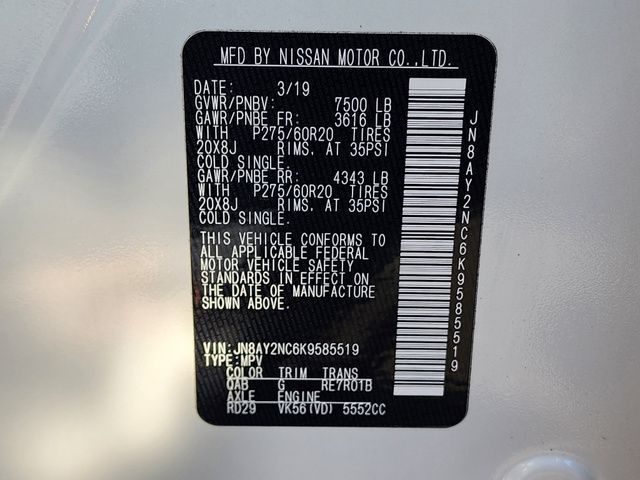 MFD BY NISSAN MOTOR CO.,LTD.
DATE: 3/19
GVWR/PNBV: 7500 LB
GAWR/PNBE FR: 3616 LB
WITH P275/60R20 TIRES
20X8J RIMS, AT 35PSI
COLD SINGLE.
GAWR/PNBE RR: 4343 LB
WITH P275/60R20 TIRES
20X8J RIMS, AT 35PSI
COLD SINGLE.
THIS VEHICLE CONFORMS TO
ALL APPLICABLE FEDERAL
MOTOR VEHICLE SAFETY
STANDARDS IN EFFECT ON
THE DATE OF MANUFACTURE
SHOWN ABOVE.
VIN:JN8AY2NC6K9585519
TYPE:MPV
COLOR TRIM TRANS
QAB G RE7R01B
AXLE ENGINE
RD29 VK56(VD) 5552CC
JN8AY2NC6K9585519